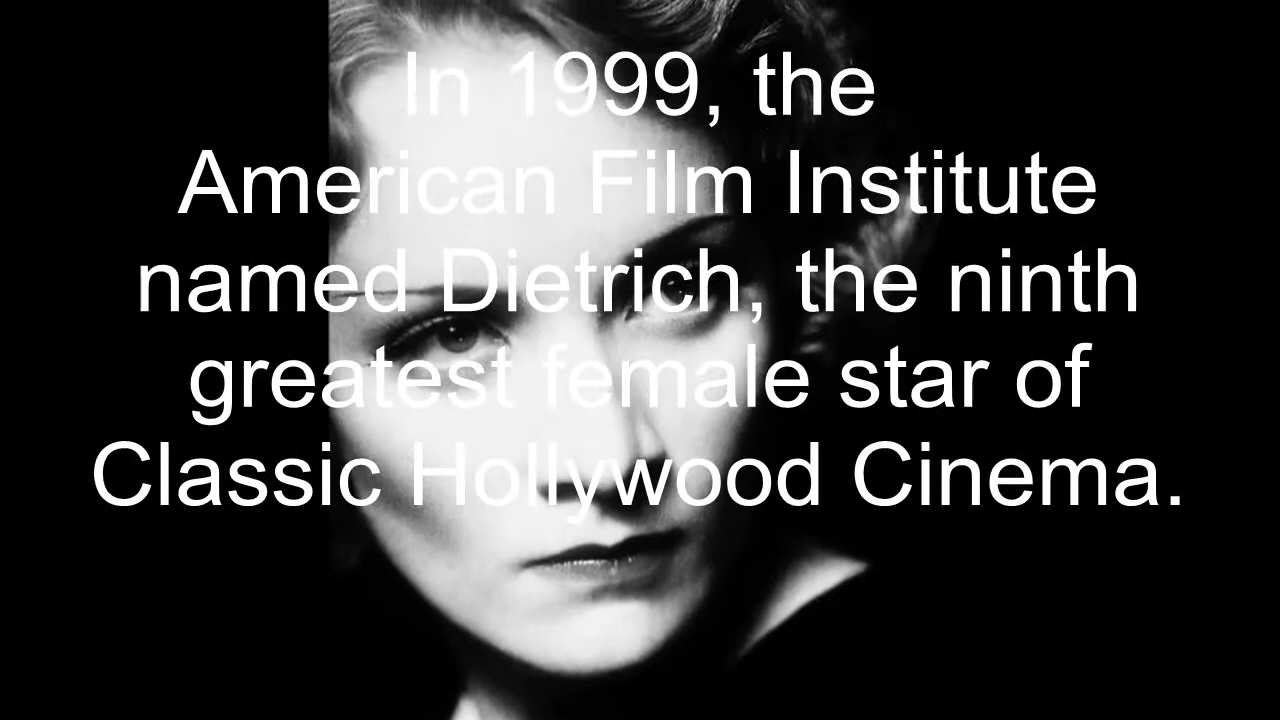 In 1999, the
American Film Institute
named Dietrich, the ninth
greatest female star of
Classic Hollywood Cinema.